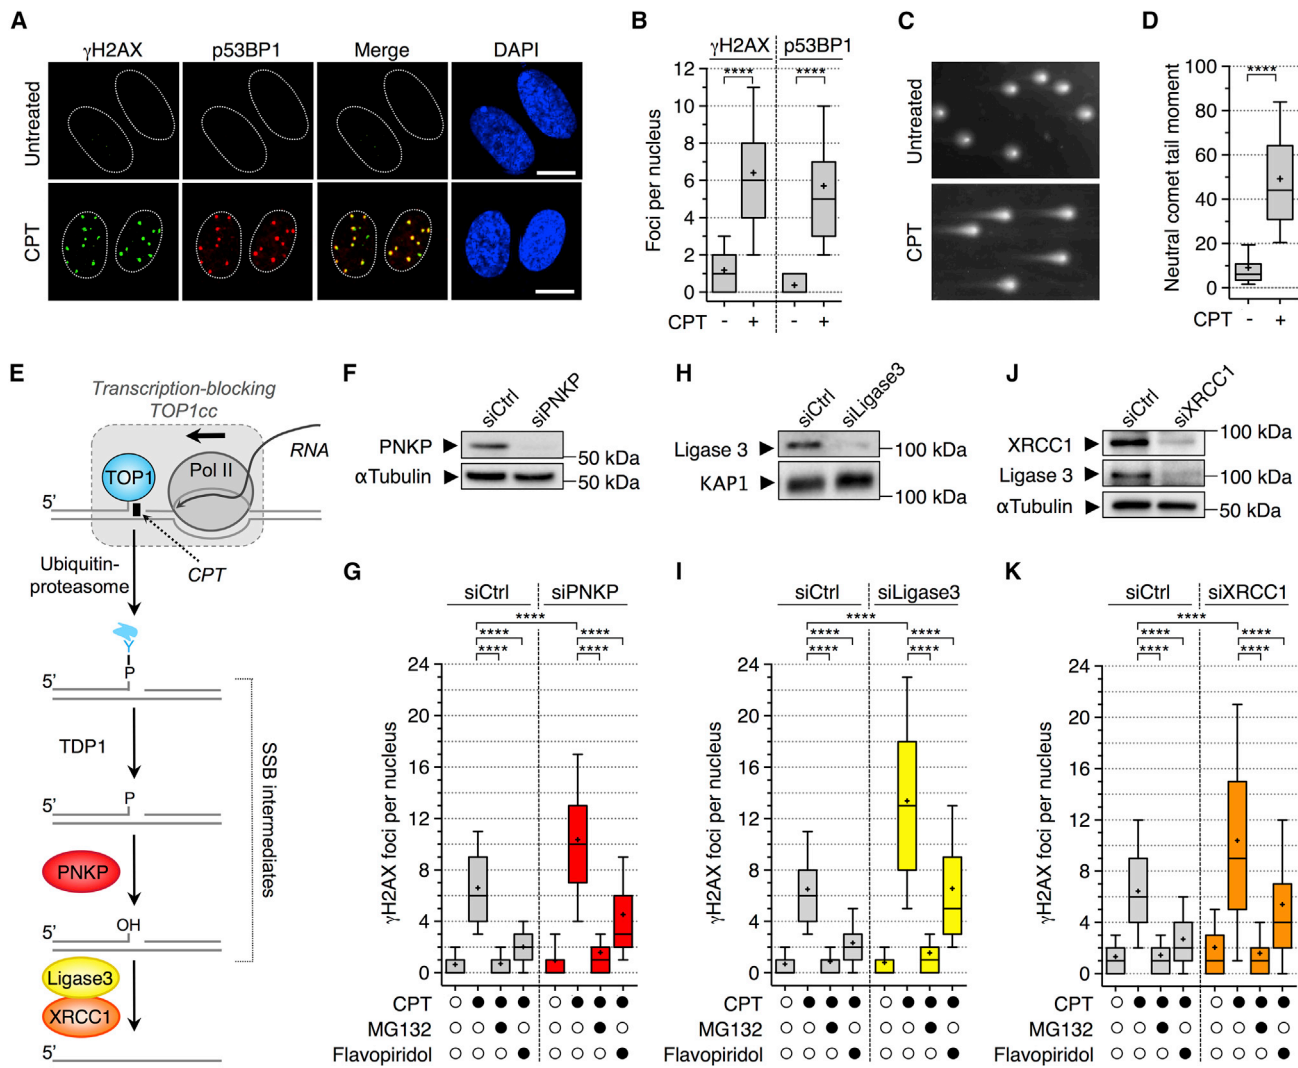 A
γH2AX p53BP1 Merge DAPI
Untreated
CPT
B
γH2AX p53BP1
**** ****
Foci per nucleus
12
10
8
6
4
2
0
CPT - + - +
C
Untreated
CPT
D
****
Neutral comet tail moment
100
80
60
40
20
0
CPT - +
E
Transcription-blocking
TOP1cc
RNA
Pol II
TOP1
5’
CPT
Ubiquitin-
proteasome
Y
P
5’
TDP1
P
5’
PNKP
OH
5’
SSB intermediates
Ligase3
XRCC1
5’
F
siCtrl siPNKP
PNKP
50 kDa
αTubulin
50 kDa
G
siCtrl siPNKP
****
**** ****
**** ****
γH2AX foci per nucleus
24
20
16
12
8
4
0
CPT
MG132
Flavopiridol
H
siCtrl siLigase3
Ligase 3
100 kDa
KAP1
100 kDa
I
siCtrl siLigase3
****
**** ****
**** ****
γH2AX foci per nucleus
24
20
16
12
8
4
0
CPT
MG132
Flavopiridol
J
siCtrl siXRCC1
100 kDa
XRCC1
Ligase 3
100 kDa
αTubulin
50 kDa
K
siCtrl siXRCC1
****
**** ****
**** ****
γH2AX foci per nucleus
24
20
16
12
8
4
0
CPT
MG132
Flavopiridol